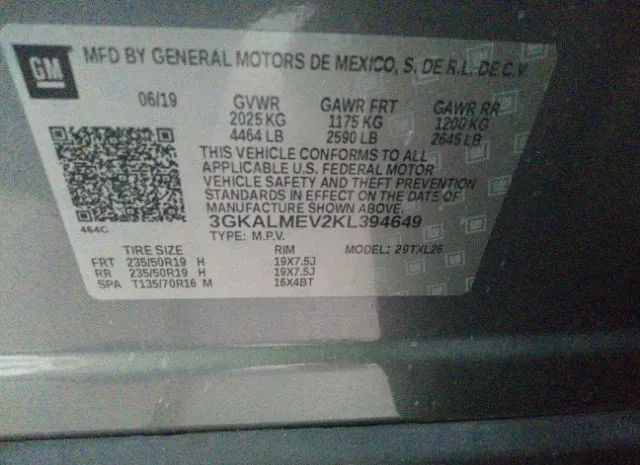 GM
MFD BY GENERAL MOTORS DE MEXICO, S. DE R.L. DE C.V.
06/19 GVWR GAWR FRT GAWR RR
2025 KG 1175 KG 1200 KG
4464 LB 2590 LB 2645 LB
THIS VEHICLE CONFORMS TO ALL
APPLICABLE U.S. FEDERAL MOTOR
VEHICLE SAFETY AND THEFT PREVENTION
STANDARDS IN EFFECT ON THE DATE OF
MANUFACTURE SHOWN ABOVE.
464C 3GKALMEV2KL394649
TYPE: M.P.V. MODEL: 29TXL26
TIRE SIZE RIM
FRT 235/50R19 H 19X7.5J
RR 235/50R19 H 19X7.5J
SPA T135/70R16 M 16X4BT